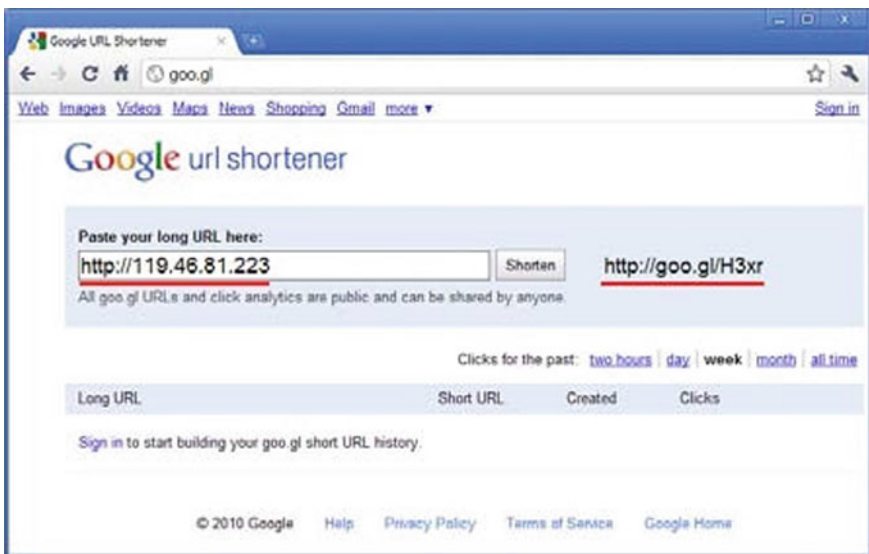 Google URL Shortener
goo.gl
Web Images Videos Maps News Shopping Gmail more ▼ Sign in
Google url shortener
Paste your long URL here:
http://119.46.81.223 Shorten http://goo.gl/H3xr
All goo.gl URLs and click analytics are public and can be shared by anyone.
Clicks for the past: two hours day week month all time
Long URL Short URL Created Clicks
Sign in to start building your goo.gl short URL history.
© 2010 Google Help Privacy Policy Terms of Service Google Home